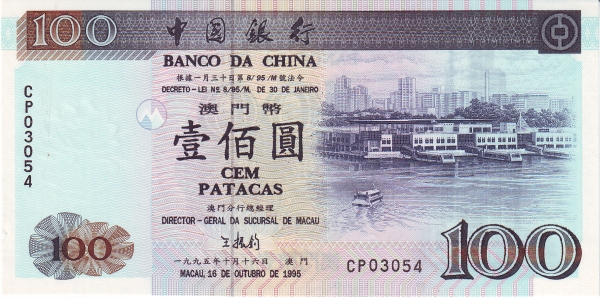 100 中國銀行
BANCO DA CHINA
根據一月三十日第8/95/M號法令
DECRETO – LEI Nº 8/95/M, DE 30 DE JANEIRO
CP03054
澳門幣
壹佰圓
CEM
PATACAS
澳門分行總經理
DIRECTOR – GERAL DA SUCURSAL DE MACAU
100
一九九五年十月十六日 澳門
MACAU, 16 DE OUTUBRO DE 1995
CP03054
100